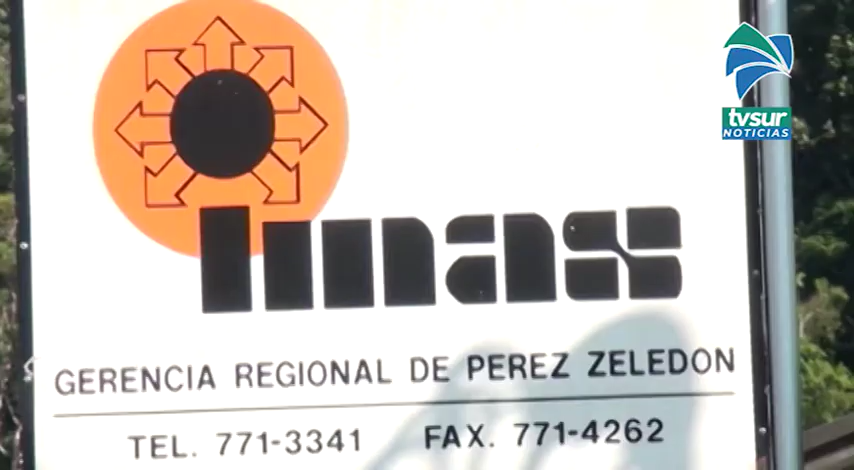 tvsur
NOTICIAS
imas
GERENCIA REGIONAL DE PEREZ ZELEDON
TEL. 771-3341 FAX. 771-4262